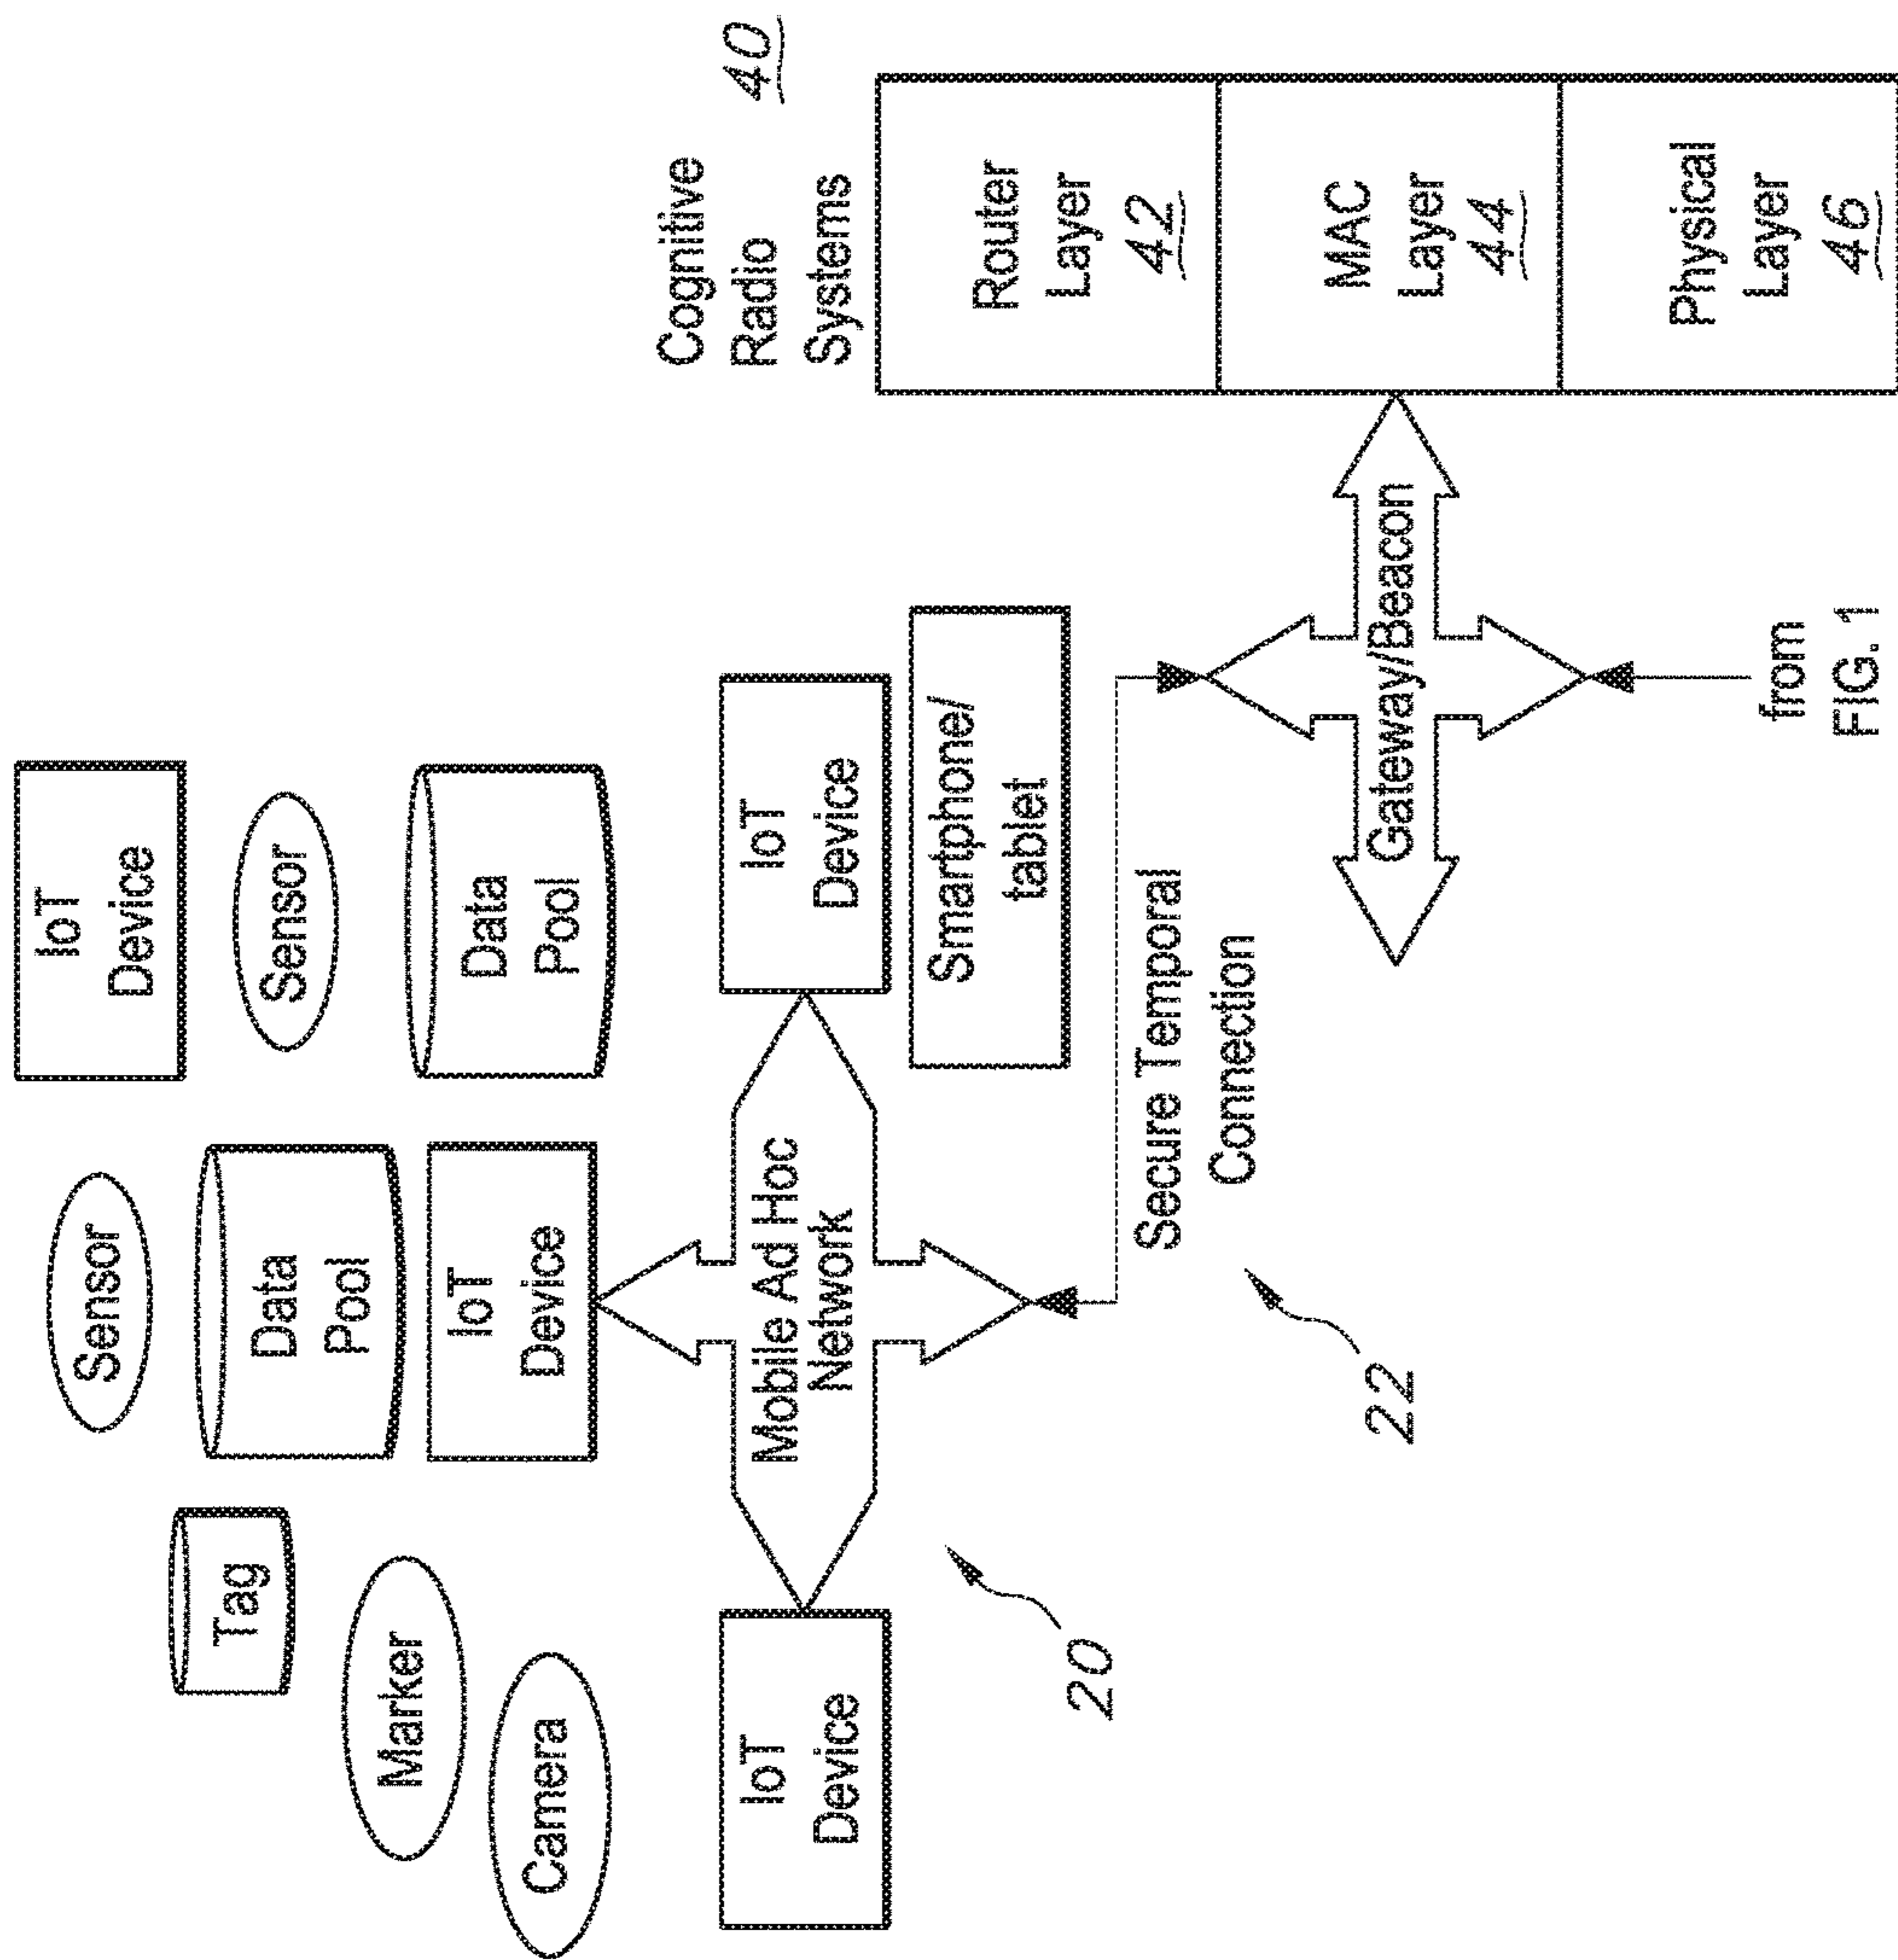 IoT
Device
Sensor
Data
Pool
Sensor
Data
Pool
IoT
Device
Tag
Marker
Camera
IoT
Device
Mobile Ad Hoc
Network
IoT
Device
Smartphone/
tablet
20
Secure Temporal
Connection
22
Gateway/Beacon
from
FIG. 1
Cognitive
Radio
Systems
40
Router
Layer
42
MAC
Layer
44
Physical
Layer
46